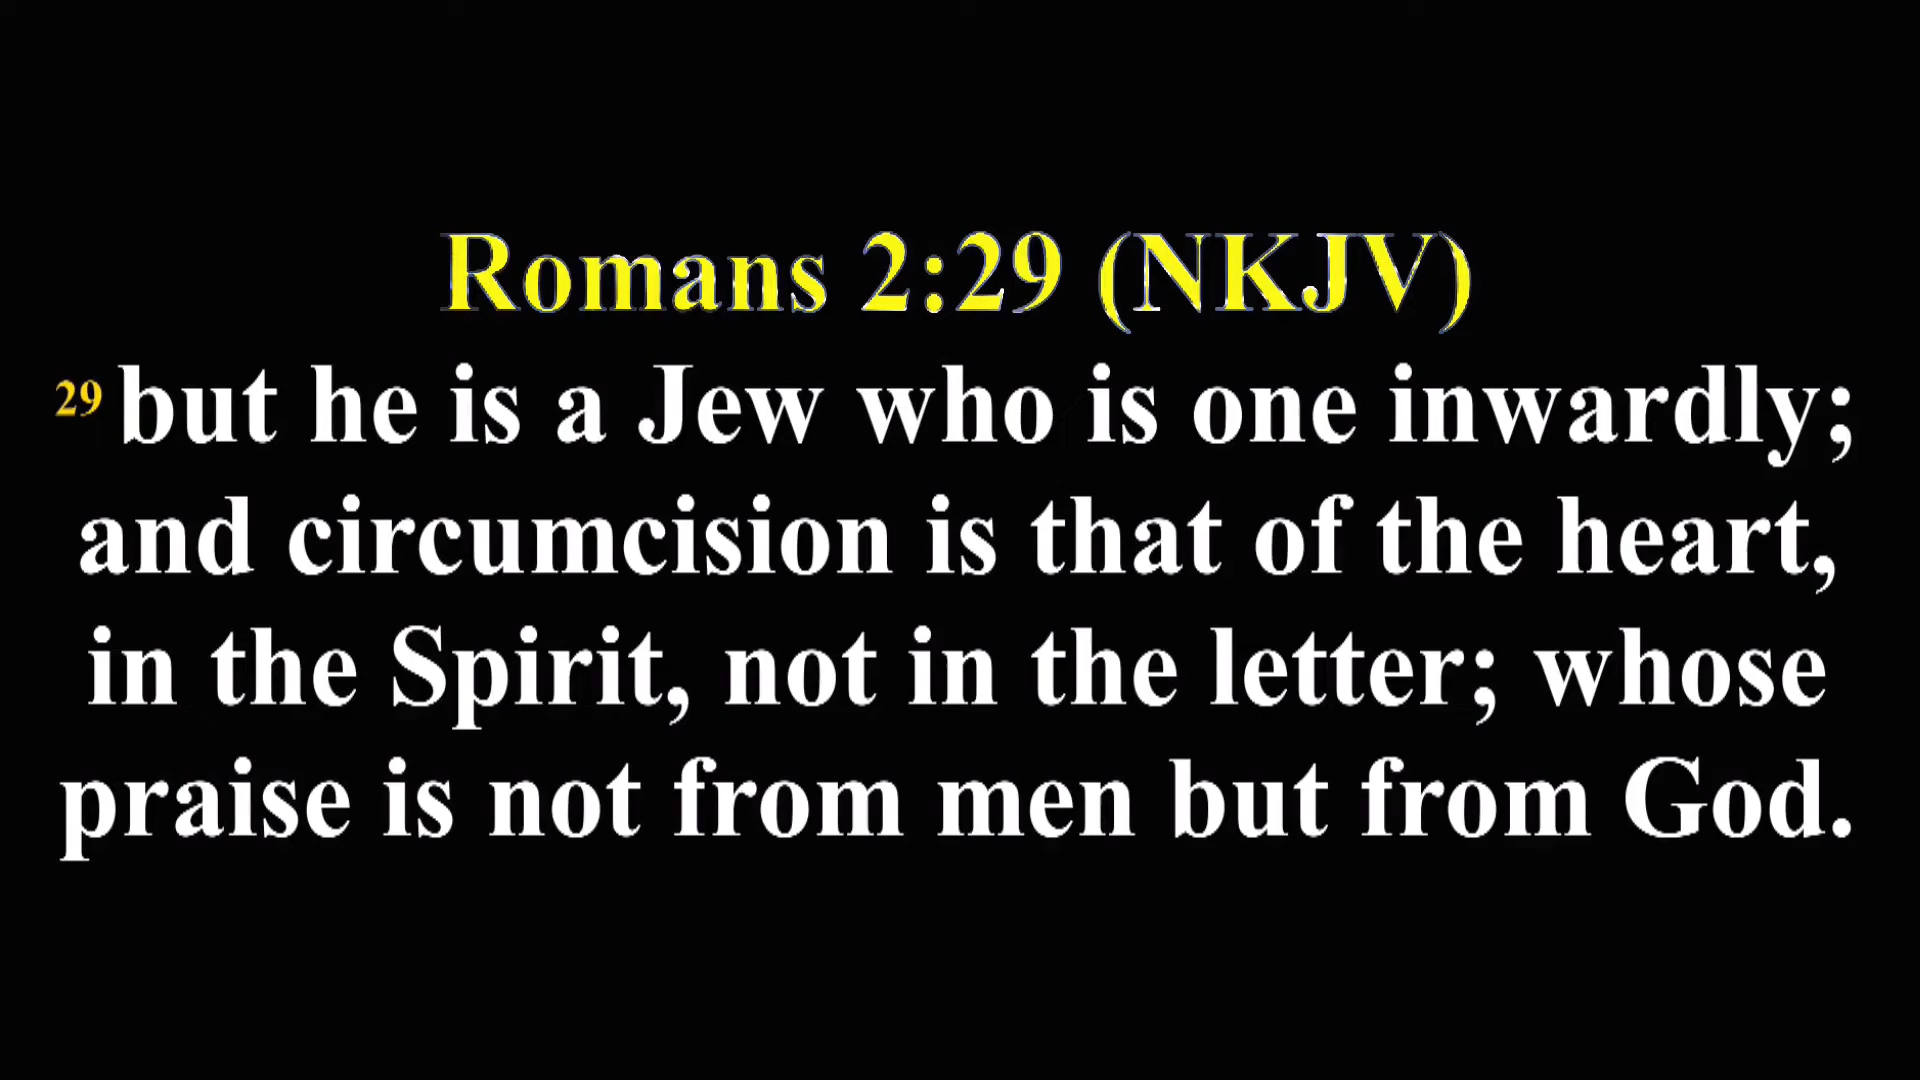 Romans 2:29 (NKJV)
29 but he is a Jew who is one inwardly;
and circumcision is that of the heart,
in the Spirit, not in the letter; whose
praise is not from men but from God.